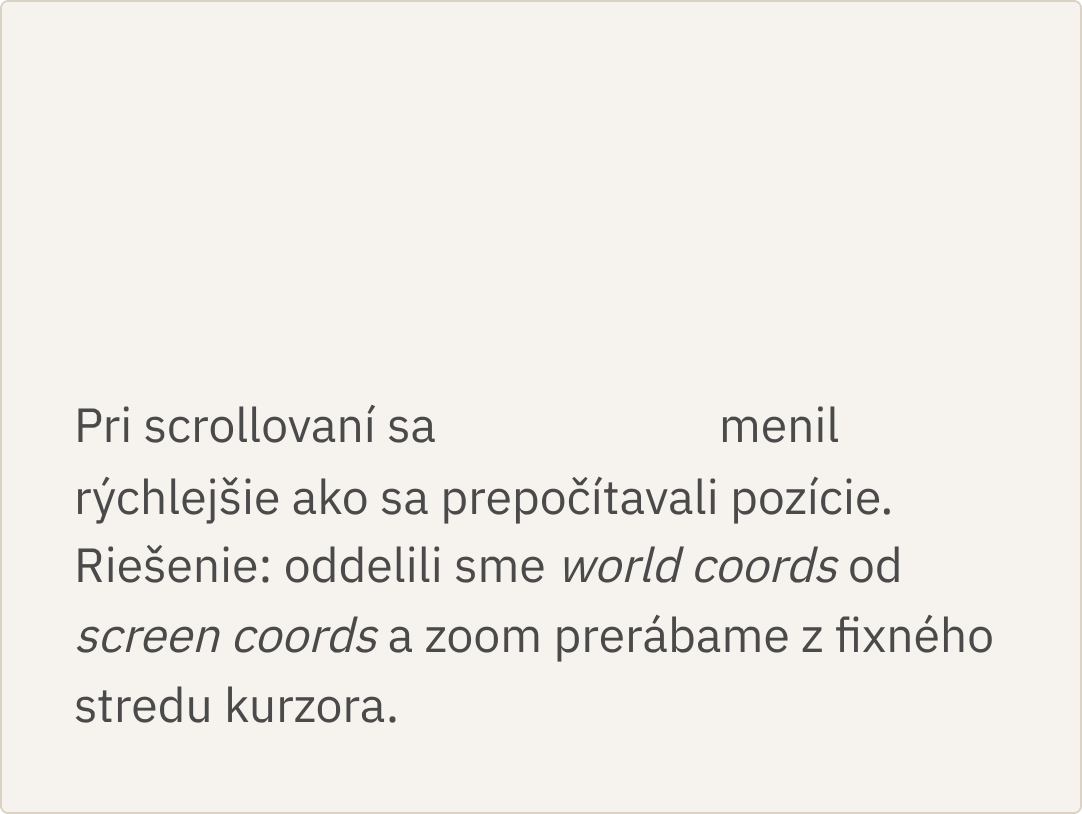 Pri scrollovaní sa menil
rýchlejšie ako sa prepočítavali pozície.
Riešenie: oddelili sme world coords od
screen coords a zoom prerábame z fixného
stredu kurzora.